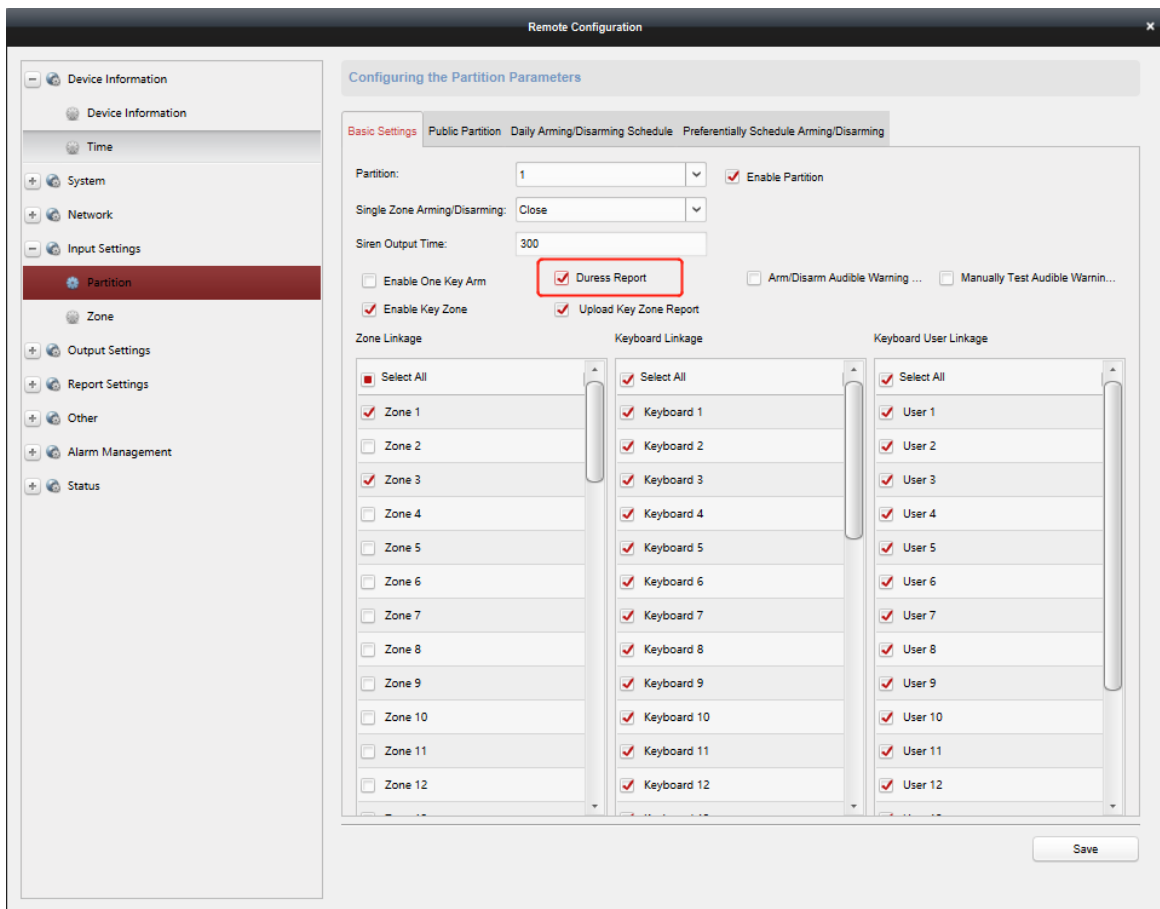 Remote Configuration
Device Information
Device Information
Time
System
Network
Input Settings
Partition
Zone
Output Settings
Report Settings
Other
Alarm Management
Status
Configuring the Partition Parameters
Basic Settings Public Partition Daily Arming/Disarming Schedule Preferentially Schedule Arming/Disarming
Partition: 1 Enable Partition
Single Zone Arming/Disarming: Close
Siren Output Time: 300
Enable One Key Arm Duress Report Arm/Disarm Audible Warning ... Manually Test Audible Warnin...
Enable Key Zone Upload Key Zone Report
Zone Linkage Keyboard Linkage Keyboard User Linkage
Select All Select All Select All
Zone 1 Keyboard 1 User 1
Zone 2 Keyboard 2 User 2
Zone 3 Keyboard 3 User 3
Zone 4 Keyboard 4 User 4
Zone 5 Keyboard 5 User 5
Zone 6 Keyboard 6 User 6
Zone 7 Keyboard 7 User 7
Zone 8 Keyboard 8 User 8
Zone 9 Keyboard 9 User 9
Zone 10 Keyboard 10 User 10
Zone 11 Keyboard 11 User 11
Zone 12 Keyboard 12 User 12
Save